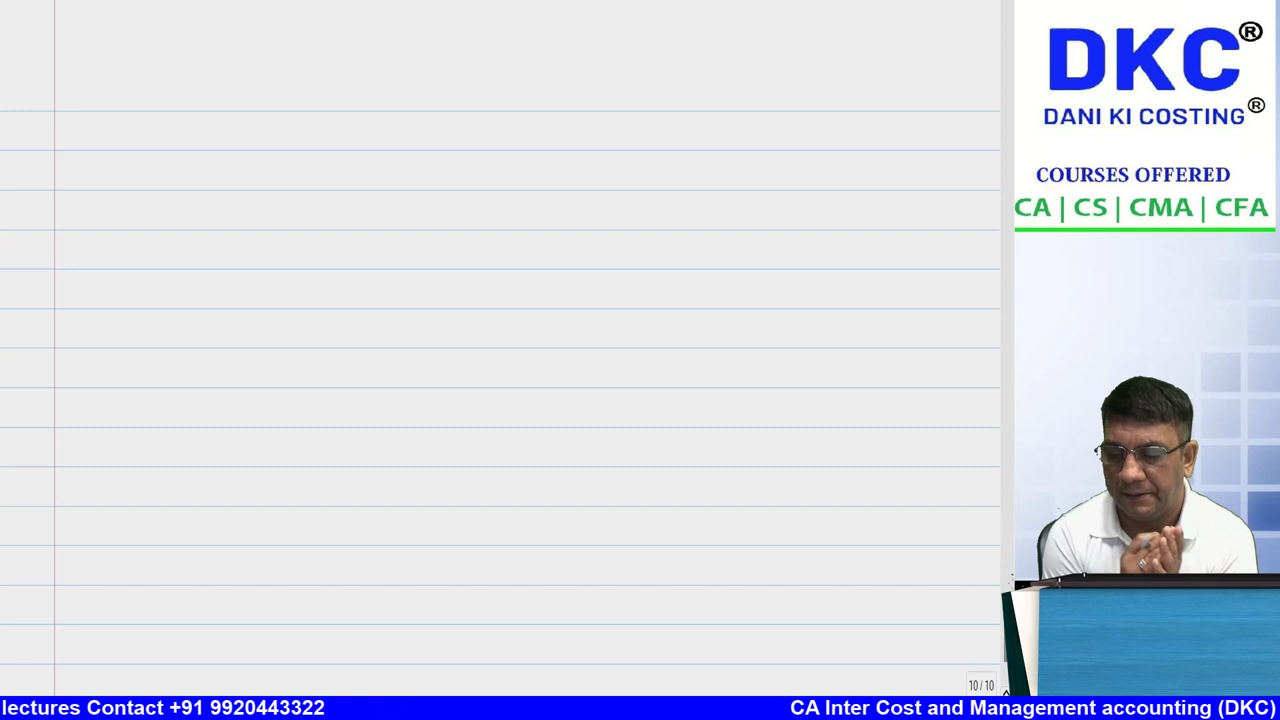 DKC®
DANI KI COSTING®
COURSES OFFERED
CA | CS | CMA | CFA
10/10
lectures Contact +91 9920443322
CA Inter Cost and Management accounting (DKC)